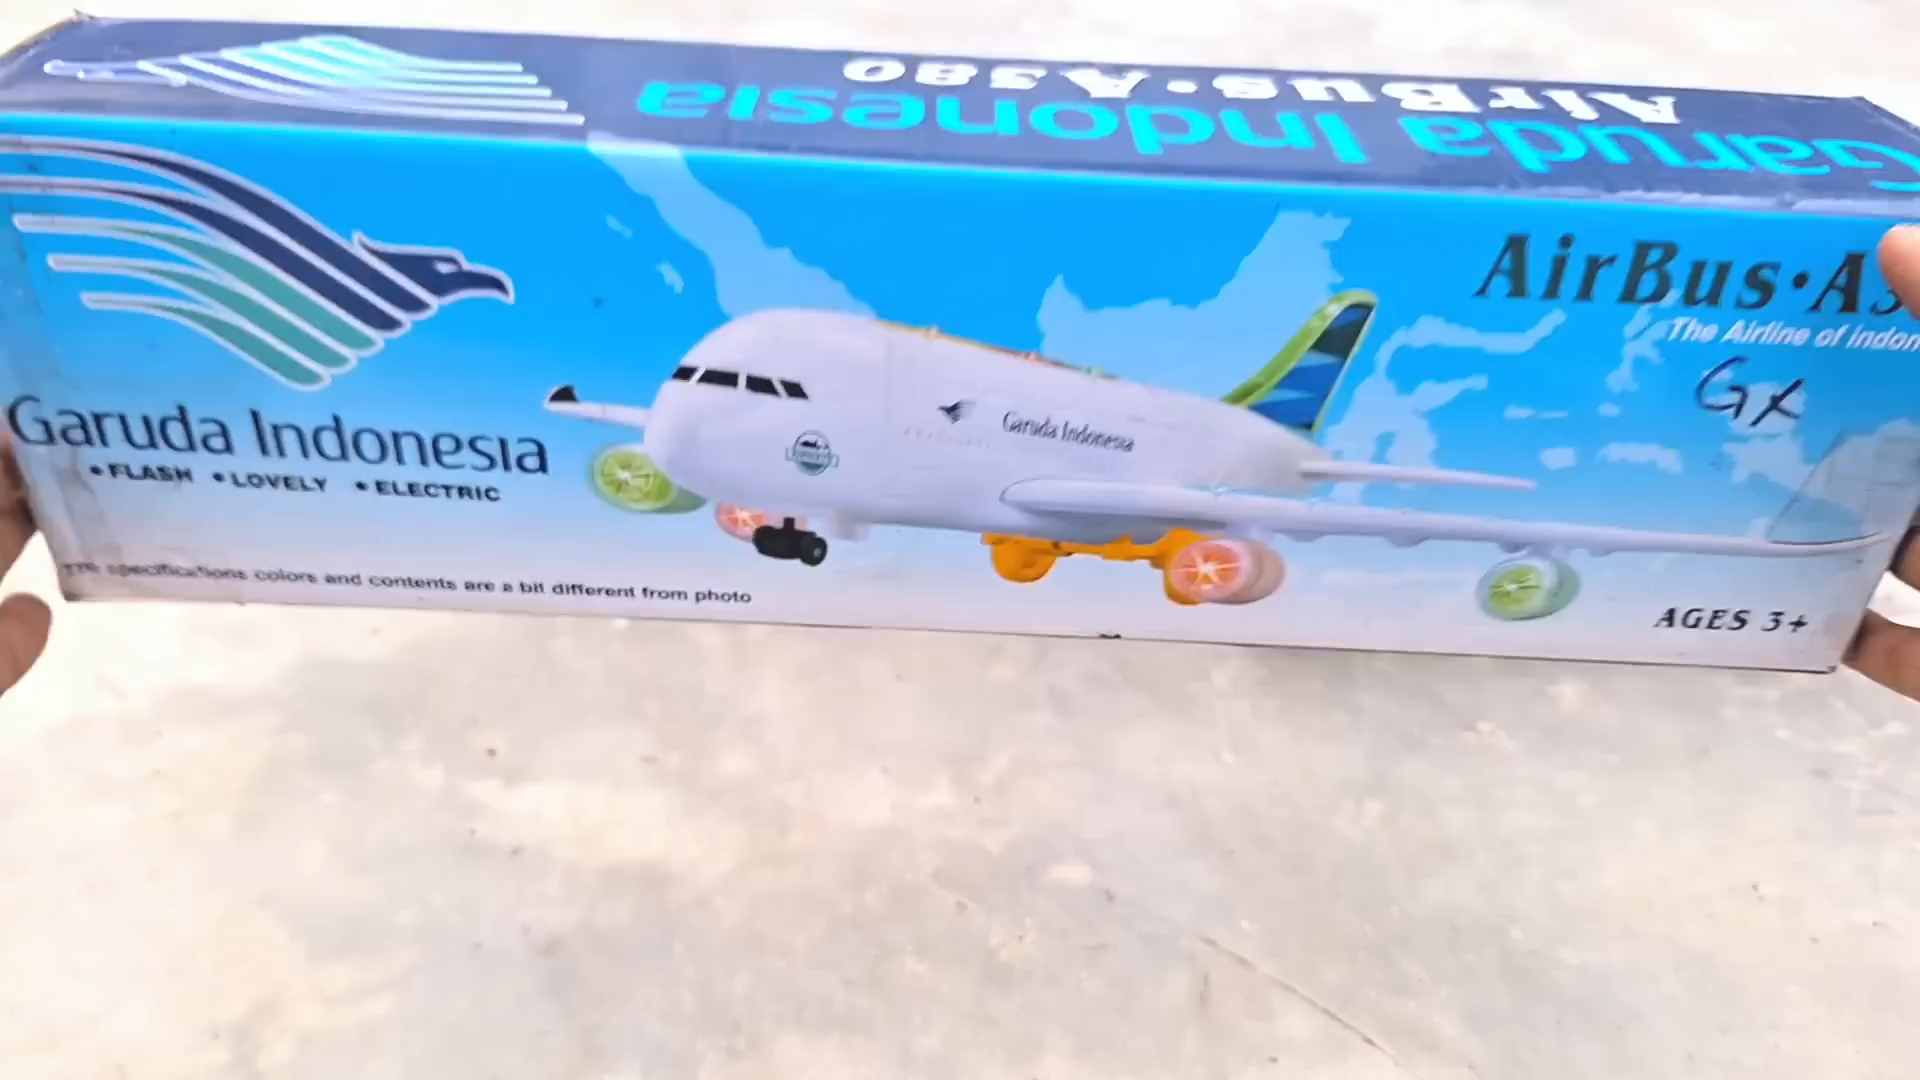 AirBus·A380
Garuda Indonesia
AirBus·A3
The Airline of Indon
GX
Garuda Indonesia
•FLASH •LOVELY •ELECTRIC
Garuda Indonesia
The specifications colors and contents are a bit different from photo
AGES 3+